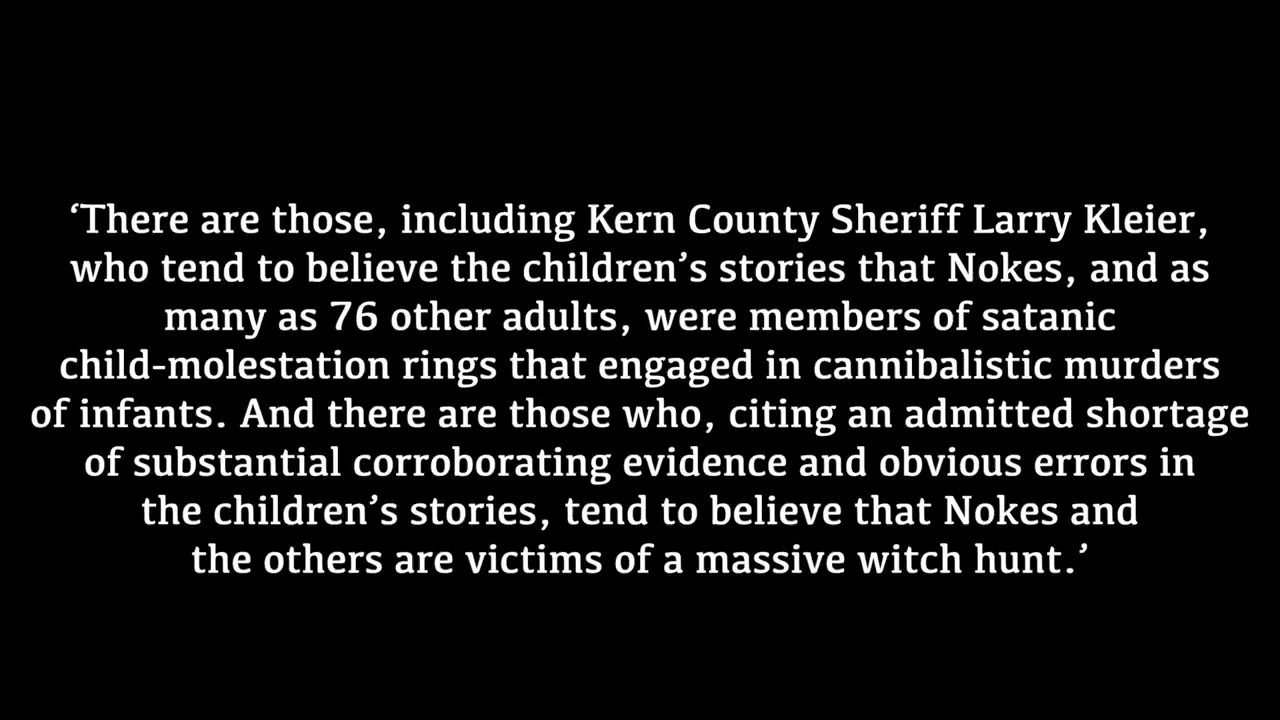 ‘There are those, including Kern County Sheriff Larry Kleier,
who tend to believe the children’s stories that Nokes, and as
many as 76 other adults, were members of satanic
child-molestation rings that engaged in cannibalistic murders
of infants. And there are those who, citing an admitted shortage
of substantial corroborating evidence and obvious errors in
the children’s stories, tend to believe that Nokes and
the others are victims of a massive witch hunt.’